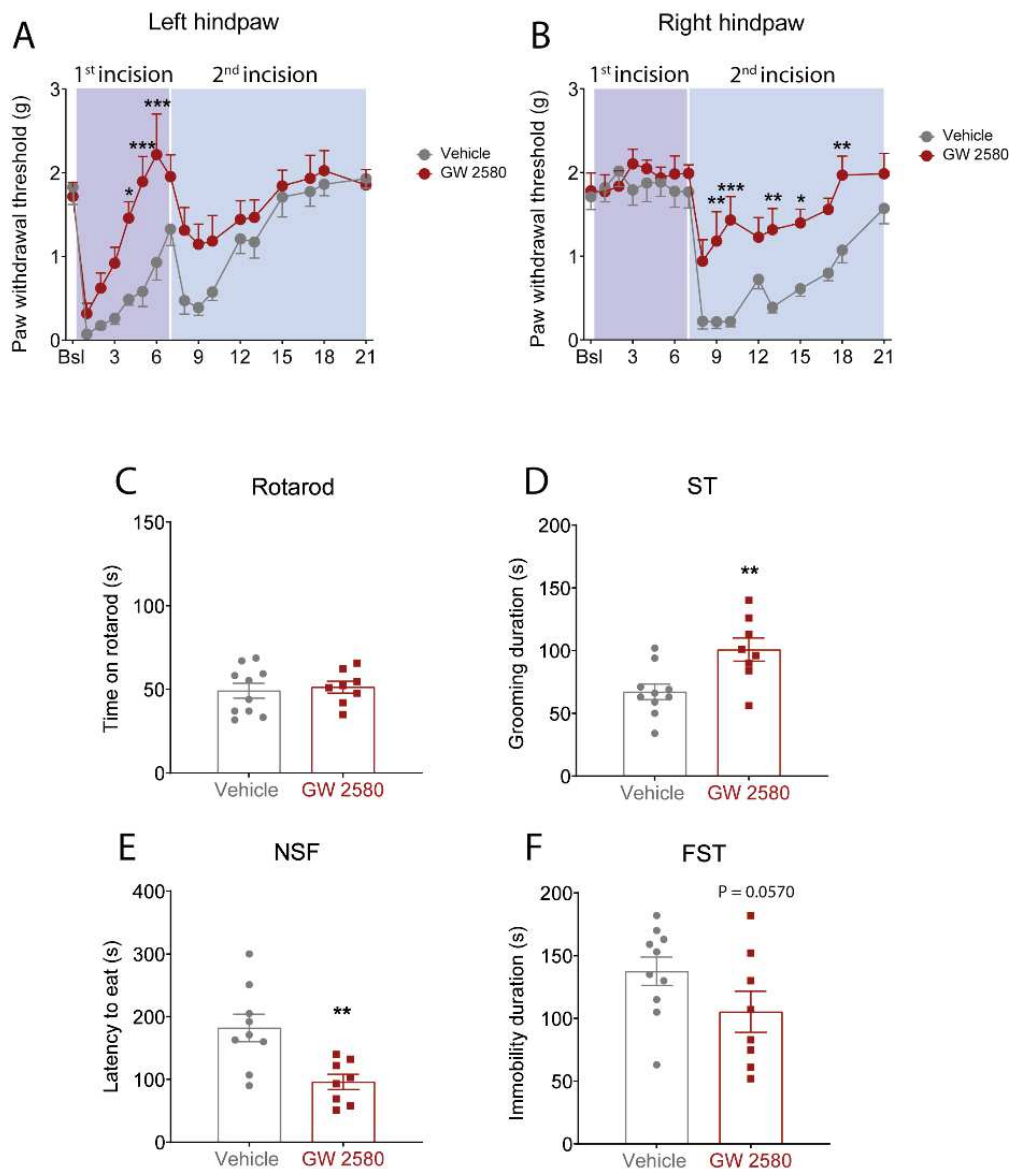 A
Left hindpaw
1st incision
2nd incision
Paw withdrawal threshold (g)
3
2
1
0
***
***
*
Bsl 3 6 9 12 15 18 21
Vehicle
GW 2580
B
Right hindpaw
1st incision
2nd incision
Paw withdrawal threshold (g)
3
2
1
0
** *** ** * **
Bsl 3 6 9 12 15 18 21
Vehicle
GW 2580
C
Rotarod
Time on rotarod (s)
150
100
50
0
Vehicle GW 2580
D
ST
Grooming duration (s)
200
150
100
50
0
**
Vehicle GW 2580
E
NSF
Latency to eat (s)
400
300
200
100
0
**
Vehicle GW 2580
F
FST
P = 0.0570
Immobility duration (s)
200
150
100
50
0
Vehicle GW 2580